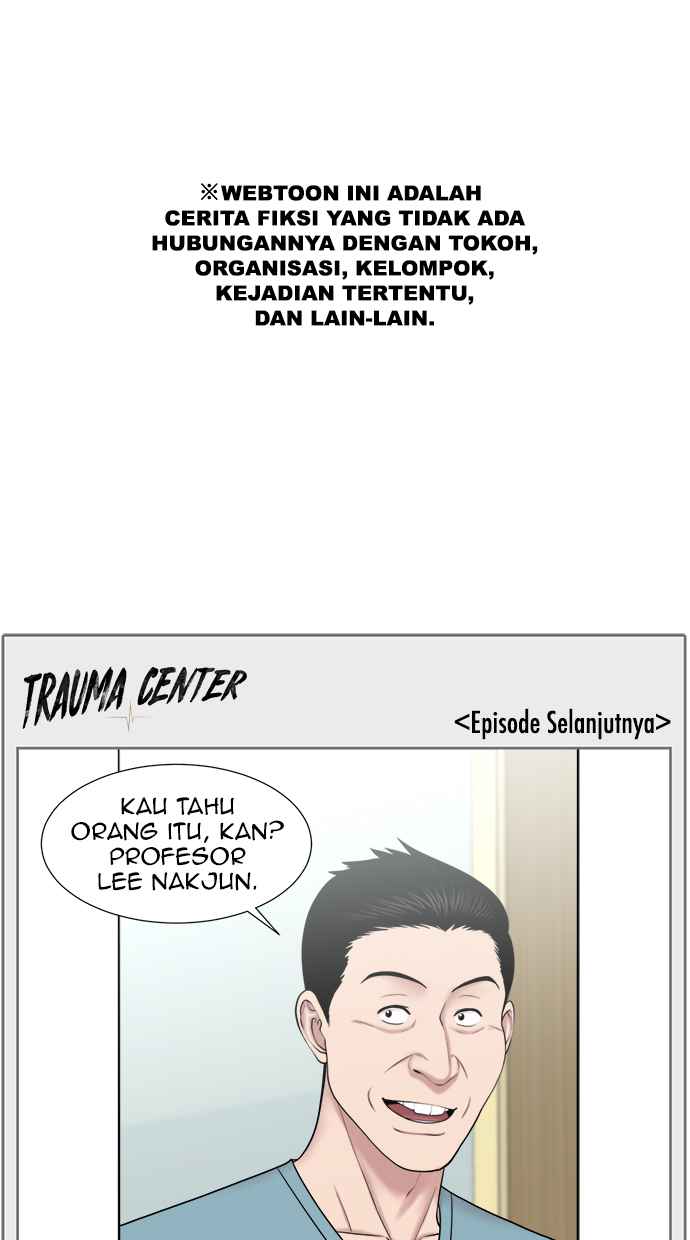 ※WEBTOON INI ADALAH
CERITA FIKSI YANG TIDAK ADA
HUBUNGANNYA DENGAN TOKOH,
ORGANISASI, KELOMPOK,
KEJADIAN TERTENTU,
DAN LAIN-LAIN.
TRAUMA CENTER
<Episode Selanjutnya>
KAU TAHU
ORANG ITU, KAN?
PROFESOR
LEE NAKJUN.